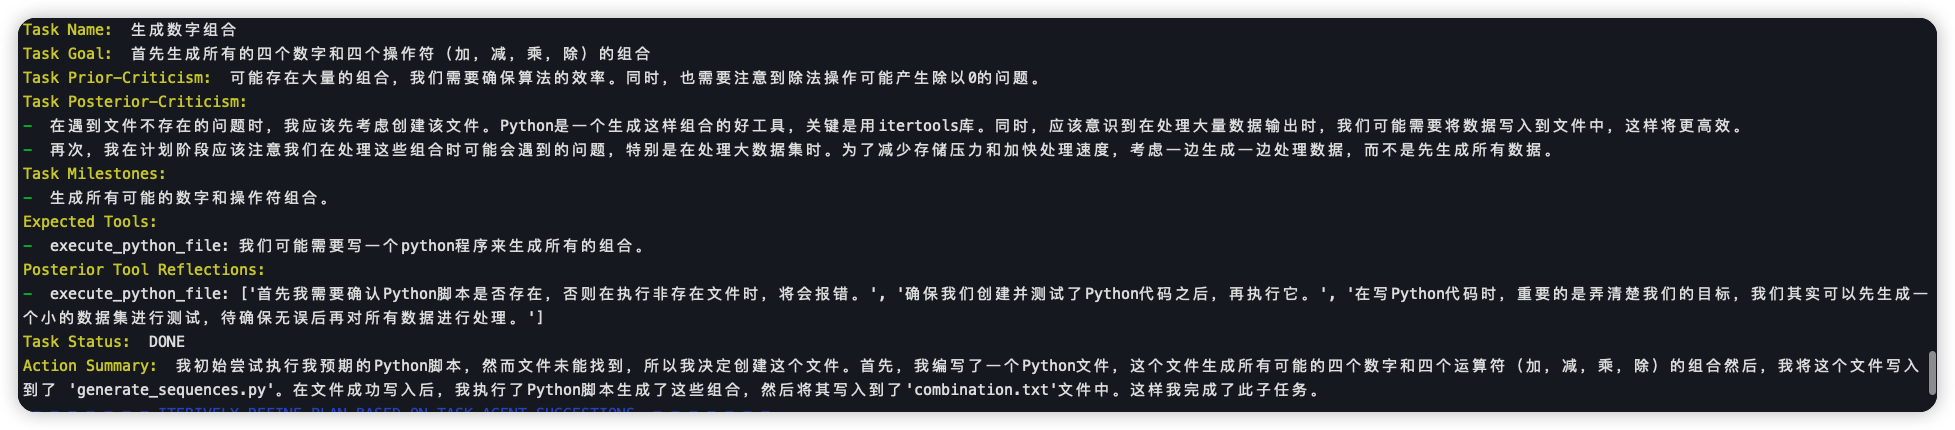 Task Name:  生成数字组合
Task Goal:  首先生成所有的四个数字和四个操作符（加，减，乘，除）的组合
Task Prior-Criticism:  可能存在大量的组合，我们需要确保算法的效率。同时，也需要注意到除法操作可能产生除以0的问题。
Task Posterior-Criticism:
-  在遇到文件不存在的问题时，我应该先考虑创建该文件。Python是一个生成这样组合的好工具，关键是用itertools库。同时，应该意识到在处理大量数据输出时，我们可能需要将数据写入到文件中，这样将更高效。
-  再次，我在计划阶段应该注意我们在处理这些组合时可能会遇到的问题，特别是在处理大数据集时。为了减少存储压力和加快处理速度，考虑一边生成一边处理数据，而不是先生成所有数据。
Task Milestones:
-  生成所有可能的数字和操作符组合。
Expected Tools:
-  execute_python_file: 我们可能需要写一个python程序来生成所有的组合。
Posterior Tool Reflections:
-  execute_python_file: ['首先我需要确认Python脚本是否存在，否则在执行非存在文件时，将会报错。', '确保我们创建并测试了Python代码之后，再执行它。', '在写Python代码时，重要的是弄清楚我们的目标，我们其实可以先生成一
个小的数据集进行测试，待确保无误后再对所有数据进行处理。']
Task Status:  DONE
Action Summary:  我初始尝试执行我预期的Python脚本，然而文件未能找到，所以我决定创建这个文件。首先，我编写了一个Python文件，这个文件生成所有可能的四个数字和四个运算符（加，减，乘，除）的组合然后，我将这个文件写入
到了 'generate_sequences.py'。在文件成功写入后，我执行了Python脚本生成了这些组合，然后将其写入到了'combination.txt'文件中。这样我完成了此子任务。
ITERIVELY REFINE PLAN BASED ON TASK AGENT SUGGESTIONS